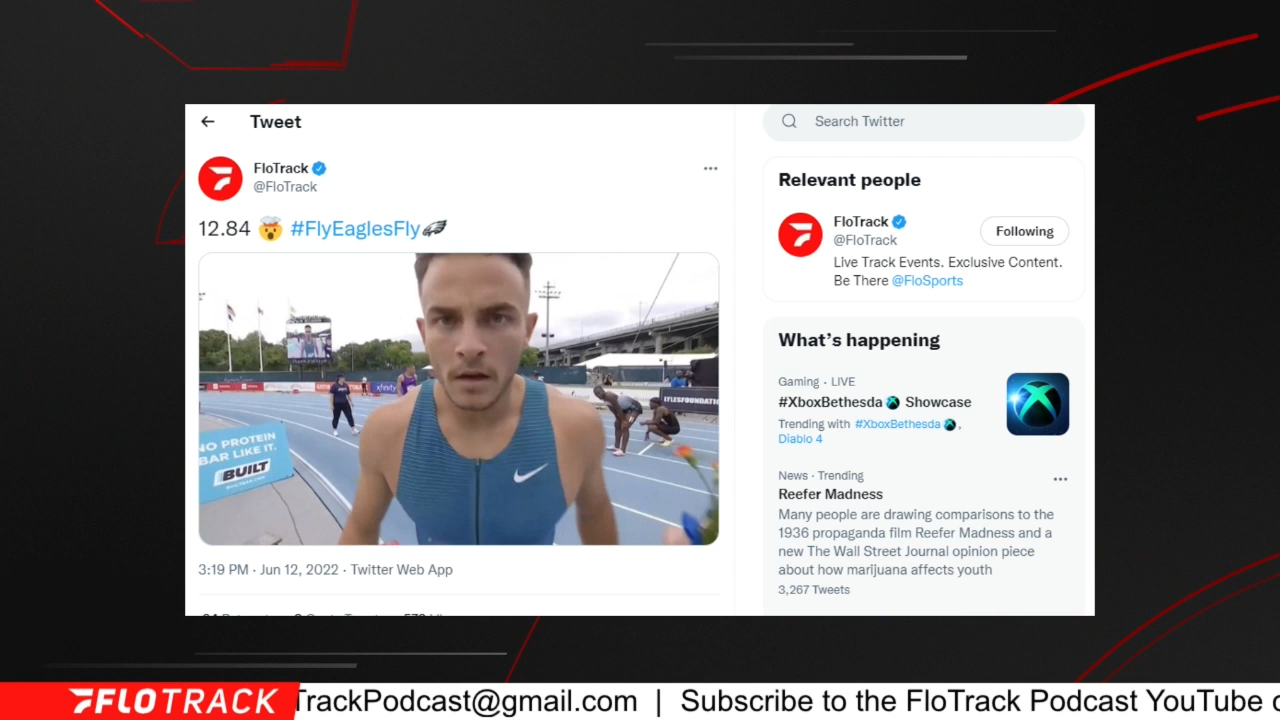 Tweet
Search Twitter
FloTrack
@FloTrack
12.84 🤯 #FlyEaglesFly
NO PROTEIN
BAR LIKE IT.
BUILT
xfinity
LYLESFOUNDATIO
3:19 PM · Jun 12, 2022 · Twitter Web App
Relevant people
FloTrack
@FloTrack
Following
Live Track Events. Exclusive Content.
Be There @FloSports
What's happening
Gaming · LIVE
#XboxBethesda Showcase
Trending with #XboxBethesda ,
Diablo 4
News · Trending
Reefer Madness
Many people are drawing comparisons to the
1936 propaganda film Reefer Madness and a
new The Wall Street Journal opinion piece
about how marijuana affects youth
3,267 Tweets
FLOTRACK
TrackPodcast@gmail.com | Subscribe to the FloTrack Podcast YouTube c